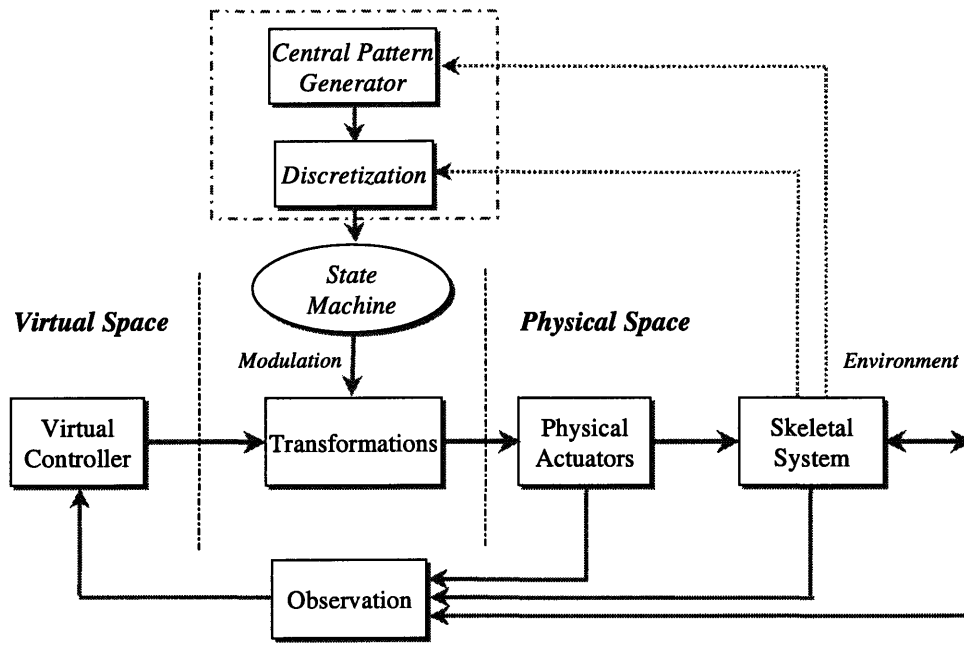 Central Pattern
Generator
Discretization
State
Machine
Virtual Space
Physical Space
Modulation
Environment
Virtual
Controller
Transformations
Physical
Actuators
Skeletal
System
Observation